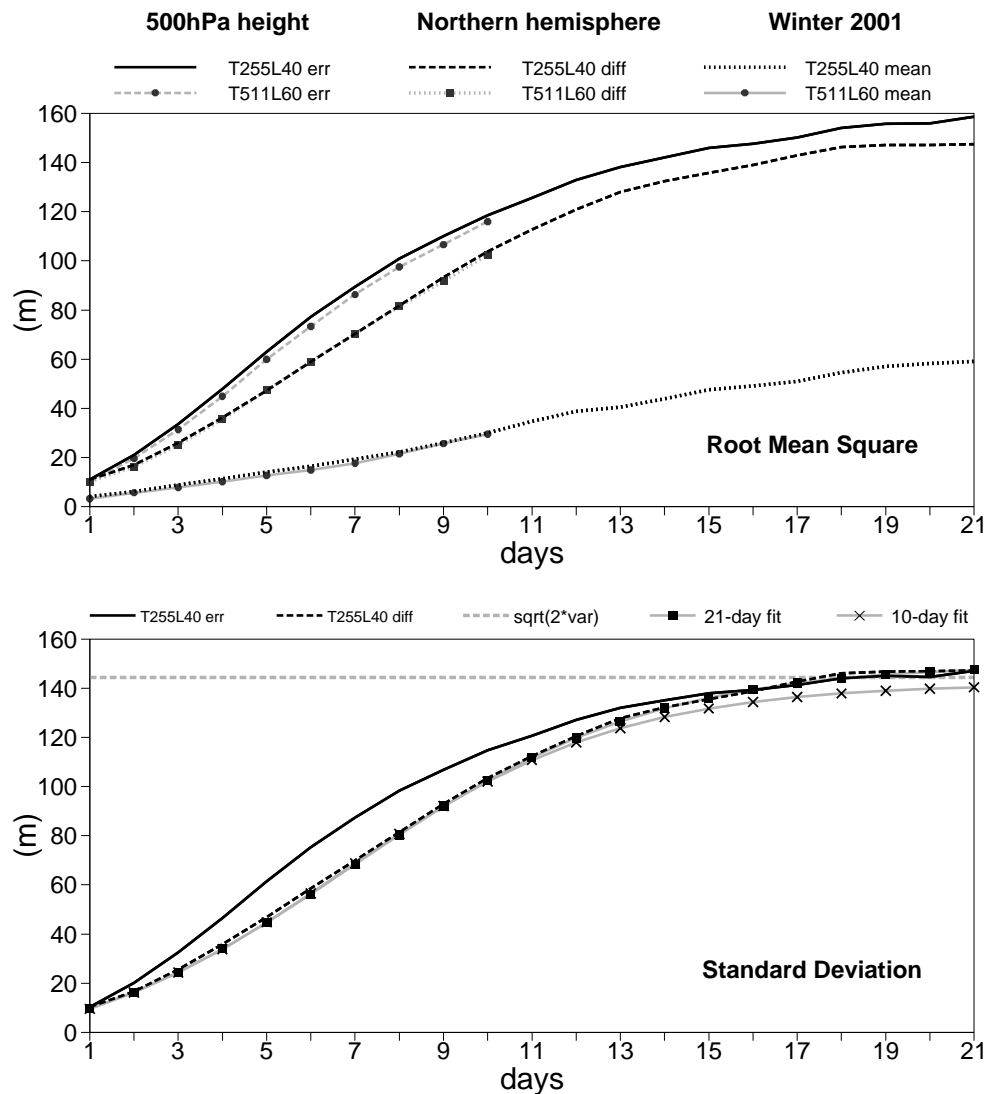 500hPa height Northern hemisphere Winter 2001
T255L40 err T255L40 diff T255L40 mean
T511L60 err T511L60 diff T511L60 mean
160
140
120
100
80
60
40
20
0
(m)
Root Mean Square
1 3 5 7 9 11 13 15 17 19 21
days
T255L40 err T255L40 diff sqrt(2*var) 21-day fit 10-day fit
160
140
120
100
80
60
40
20
0
(m)
Standard Deviation
1 3 5 7 9 11 13 15 17 19 21
days